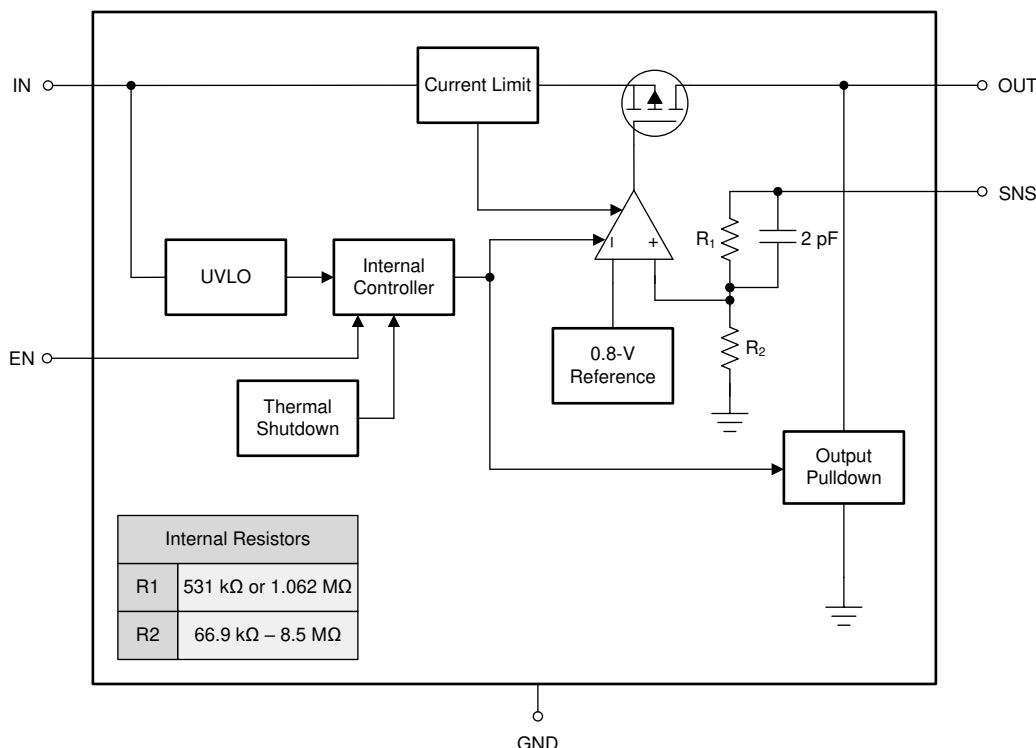 IN
Current Limit
OUT
SNS
R1
2 pF
– +
UVLO
Internal
Controller
EN
0.8-V
Reference
R2
Thermal
Shutdown
Output
Pulldown
Internal Resistors
R1 531 kΩ or 1.062 MΩ
R2 66.9 kΩ – 8.5 MΩ
GND